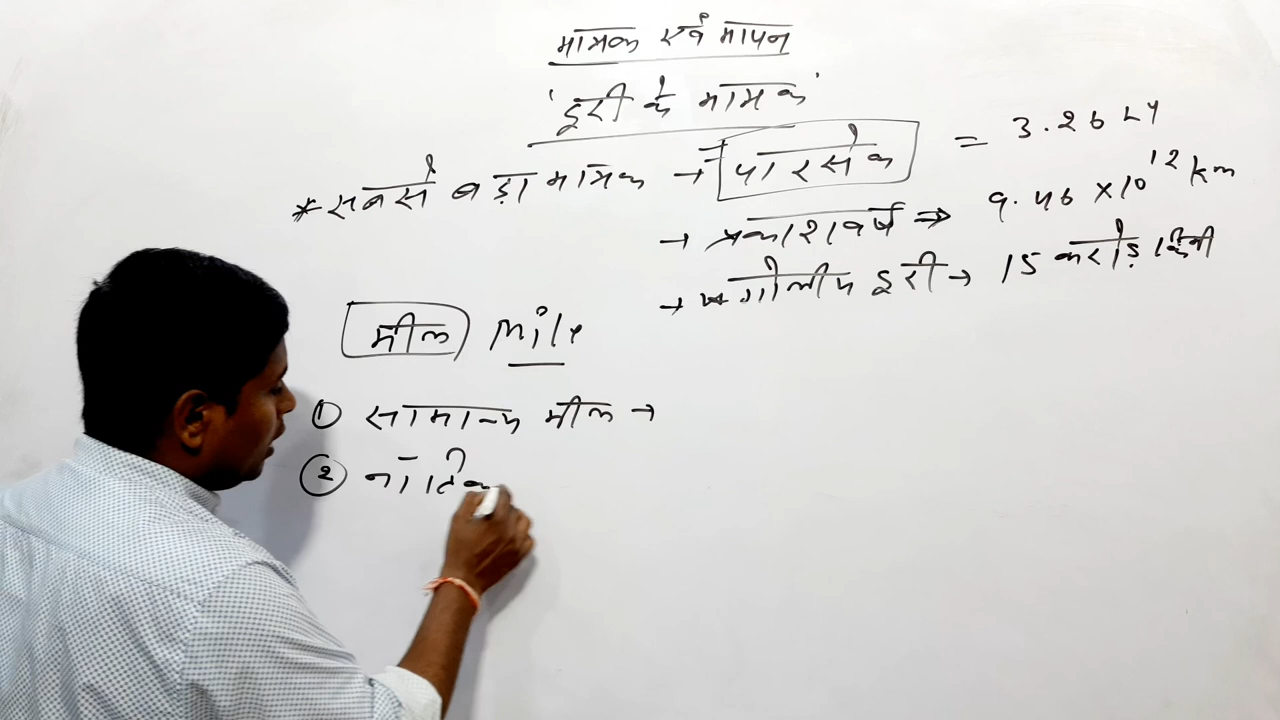 मात्रक एवं मापन
'दूरी के मात्रक'
* सबसे बड़ा मात्रक → पारसेक = 3.26 LY
→ प्रकाशवर्ष ⇒ 9.46 × 10¹² km
→ खगोलीय दूरी → 15 करोड़ किमी
मील Mile
① सामान्य मील →
② नॉटिक